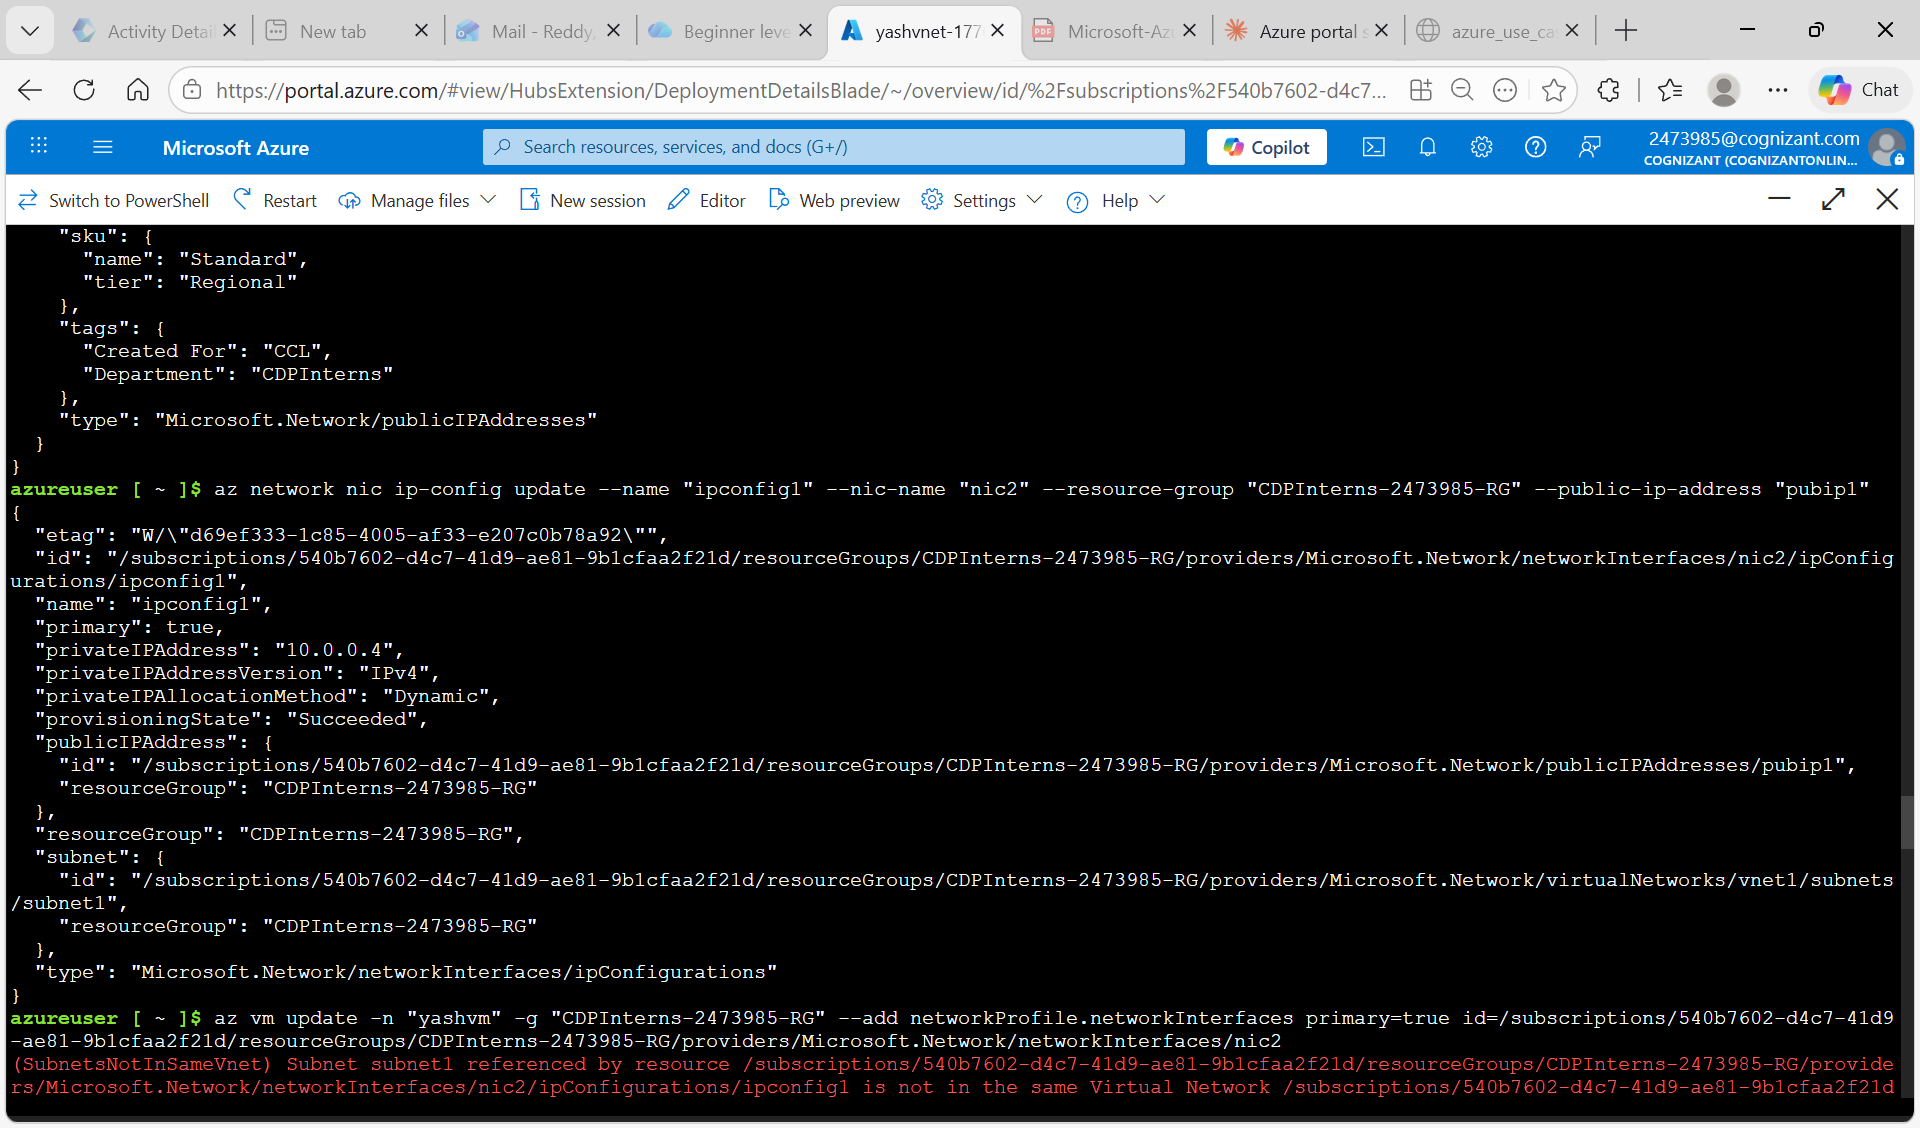 Activity Detai
New tab
Mail - Reddy,
Beginner leve
yashvnet-177
Microsoft-Az
Azure portal s
azure_use_ca
https://portal.azure.com/#view/HubsExtension/DeploymentDetailsBlade/~/overview/id/%2Fsubscriptions%2F540b7602-d4c7...
Chat
Microsoft Azure
Search resources, services, and docs (G+/)
Copilot
2473985@cognizant.com
COGNIZANT (COGNIZANTONLIN...
Switch to PowerShell
Restart
Manage files
New session
Editor
Web preview
Settings
Help
"sku": {
"name": "Standard",
"tier": "Regional"
},
"tags": {
"Created For": "CCL",
"Department": "CDPInterns"
},
"type": "Microsoft.Network/publicIPAddresses"
}
}
azureuser [ ~ ]$ az network nic ip-config update --name "ipconfig1" --nic-name "nic2" --resource-group "CDPInterns-2473985-RG" --public-ip-address "pubip1"
{
"etag": "W/\"d69ef333-1c85-4005-af33-e207c0b78a92\"",
"id": "/subscriptions/540b7602-d4c7-41d9-ae81-9b1cfaa2f21d/resourceGroups/CDPInterns-2473985-RG/providers/Microsoft.Network/networkInterfaces/nic2/ipConfig
urations/ipconfig1",
"name": "ipconfig1",
"primary": true,
"privateIPAddress": "10.0.0.4",
"privateIPAddressVersion": "IPv4",
"privateIPAllocationMethod": "Dynamic",
"provisioningState": "Succeeded",
"publicIPAddress": {
"id": "/subscriptions/540b7602-d4c7-41d9-ae81-9b1cfaa2f21d/resourceGroups/CDPInterns-2473985-RG/providers/Microsoft.Network/publicIPAddresses/pubip1",
"resourceGroup": "CDPInterns-2473985-RG"
},
"resourceGroup": "CDPInterns-2473985-RG",
"subnet": {
"id": "/subscriptions/540b7602-d4c7-41d9-ae81-9b1cfaa2f21d/resourceGroups/CDPInterns-2473985-RG/providers/Microsoft.Network/virtualNetworks/vnet1/subnets
/subnet1",
"resourceGroup": "CDPInterns-2473985-RG"
},
"type": "Microsoft.Network/networkInterfaces/ipConfigurations"
}
azureuser [ ~ ]$ az vm update -n "yashvm" -g "CDPInterns-2473985-RG" --add networkProfile.networkInterfaces primary=true id=/subscriptions/540b7602-d4c7-41d9
-ae81-9b1cfaa2f21d/resourceGroups/CDPInterns-2473985-RG/providers/Microsoft.Network/networkInterfaces/nic2
(SubnetsNotInSameVnet) Subnet subnet1 referenced by resource /subscriptions/540b7602-d4c7-41d9-ae81-9b1cfaa2f21d/resourceGroups/CDPInterns-2473985-RG/provide
rs/Microsoft.Network/networkInterfaces/nic2/ipConfigurations/ipconfig1 is not in the same Virtual Network /subscriptions/540b7602-d4c7-41d9-ae81-9b1cfaa2f21d